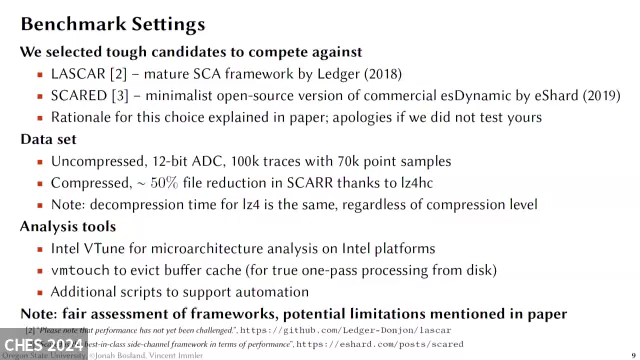 Benchmark Settings
We selected tough candidates to compete against
LASCAR [2] – mature SCA framework by Ledger (2018)
SCARED [3] – minimalist open-source version of commercial esDynamic by eShard (2019)
Rationale for this choice explained in paper; apologies if we did not test yours
Data set
Uncompressed, 12-bit ADC, 100k traces with 70k point samples
Compressed, ~ 50% file reduction in SCARR thanks to lz4hc
Note: decompression time for lz4 is the same, regardless of compression level
Analysis tools
Intel VTune for microarchitecture analysis on Intel platforms
vmtouch to evict buffer cache (for true one-pass processing from disk)
Additional scripts to support automation
Note: fair assessment of frameworks, potential limitations mentioned in paper
[2] "Please note that performance has not yet been challenged.", https://github.com/Ledger-Donjon/lascar
best-in-class side-channel framework in terms of performance", https://eshard.com/posts/scared
CHES 2024
Oregon State University, ©Jonah Bosland, Vincent Immler
9